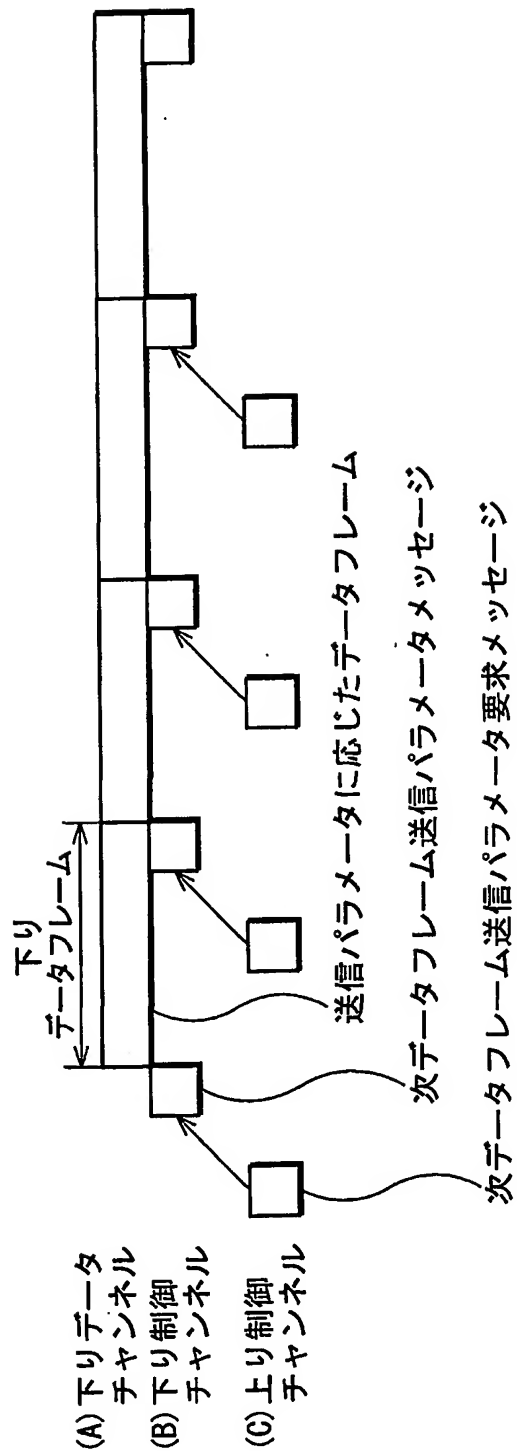 (A)下りデータ
チャンネル
(B)下り制御
チャンネル
(C)上り制御
チャンネル
下り
データフレーム
送信パラメータに応じたデータフレーム
次データフレーム送信パラメータメッセージ
次データフレーム送信パラメータ要求メッセージ